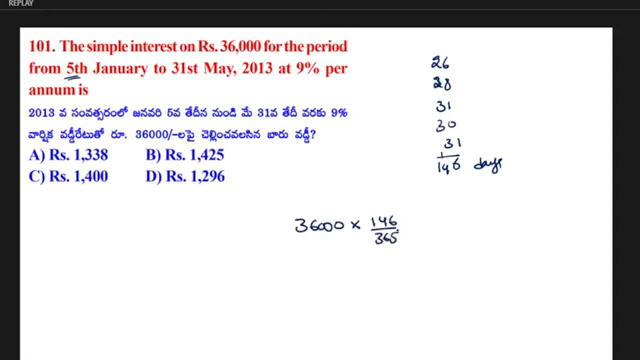 REPLAY
101. The simple interest on Rs. 36,000 for the period
from 5th January to 31st May, 2013 at 9% per
annum is
2013 వ సంవత్సరంలో జనవరి 5వ తేదీన నుండి మే 31వ తేదీ వరకు 9%
వార్షిక వడ్డీరేటుతో రూ. 36000/-లపై చెల్లించవలసిన బారు వడ్డీ?
A) Rs. 1,338 B) Rs. 1,425
C) Rs. 1,400 D) Rs. 1,296
26
28
31
30
31
146 days
36000 × 146/365